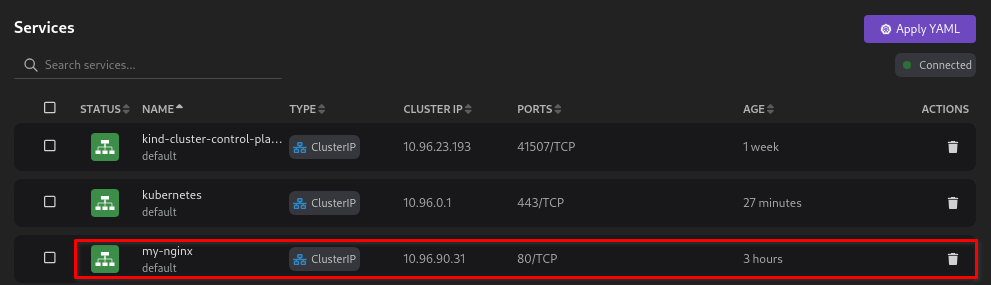 Services
Apply YAML
Search services...
Connected
STATUS NAME TYPE CLUSTER IP PORTS AGE ACTIONS
kind-cluster-control-pla...
default
ClusterIP 10.96.23.193 41507/TCP 1 week
kubernetes
default
ClusterIP 10.96.0.1 443/TCP 27 minutes
my-nginx
default
ClusterIP 10.96.90.31 80/TCP 3 hours